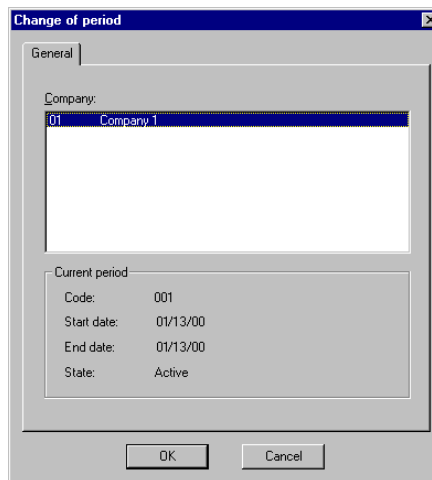 Change of period
General
Company:
01 Company 1
Current period
Code: 001
Start date: 01/13/00
End date: 01/13/00
State: Active
OK Cancel